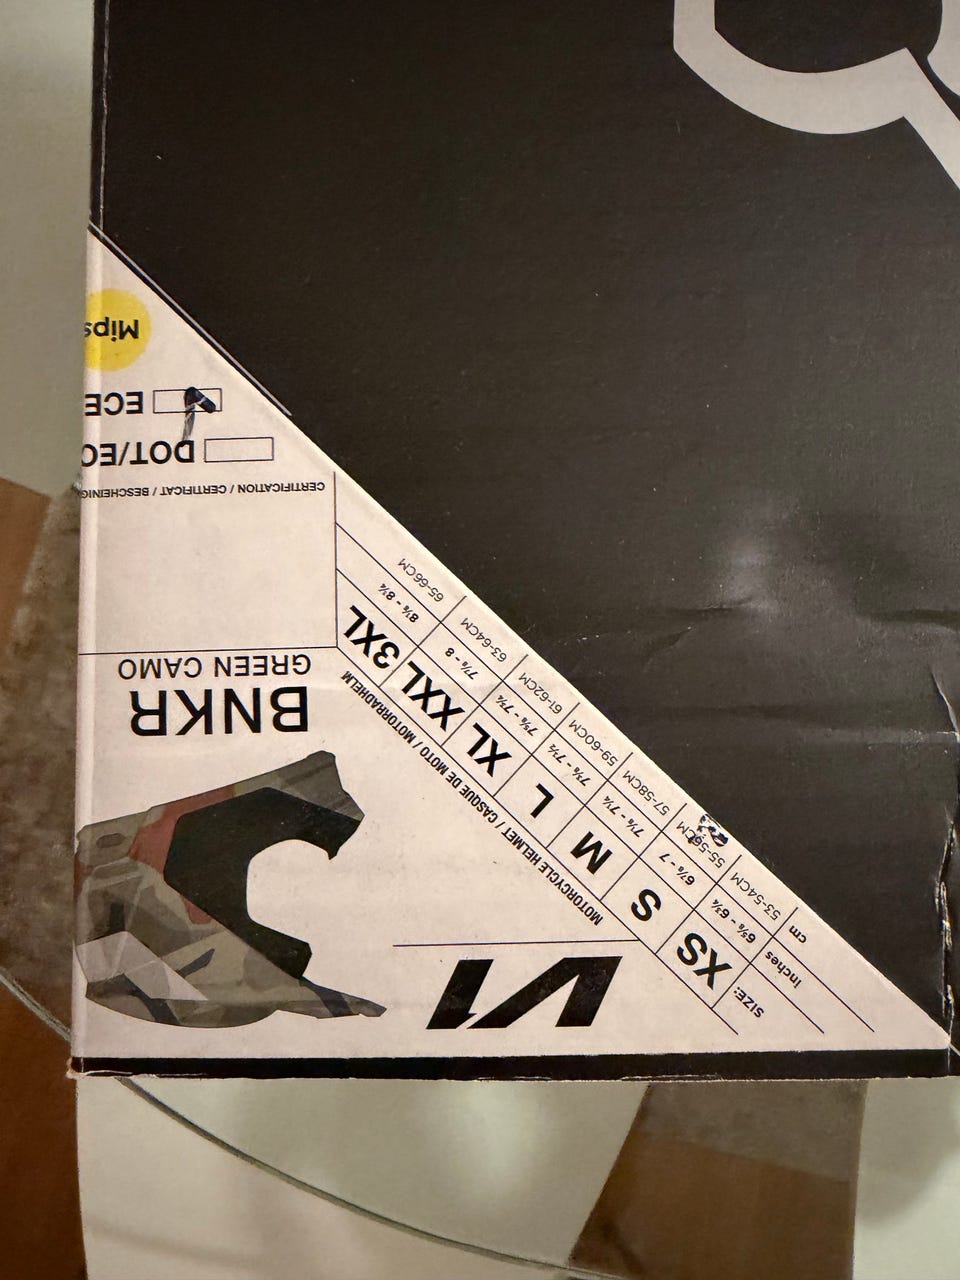 V1
MOTORCYCLE HELMET / CASQUE DE MOTO / MOTORRADHELM
SIZE: XS S M L XL XXL 3XL
Inches 6⅝ - 6¾ 6⅞ - 7 7⅛ - 7¼ 7⅜ - 7½ 7⅝ - 7¾ 7⅞ - 8 8⅛ - 8¼
cm 53-54CM 55-56CM 57-58CM 59-60CM 61-62CM 63-64CM 65-66CM
BNKR
GREEN CAMO
CERTIFICATION / CERTIFICAT / BESCHEINIG
DOT/EC
ECE
Mips